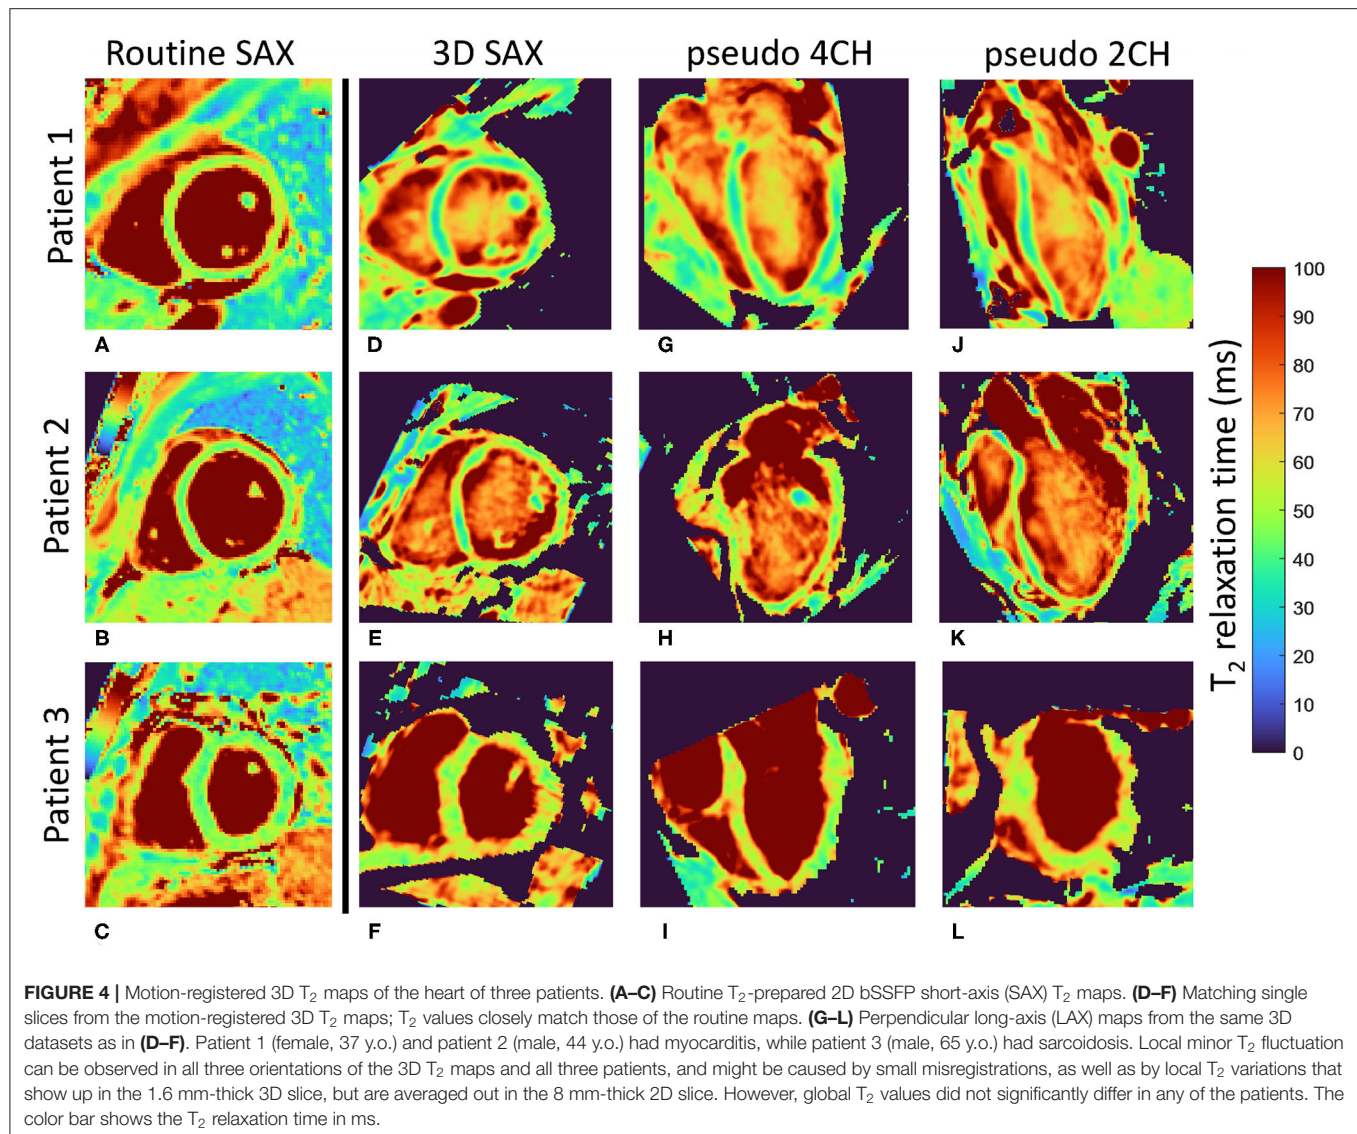 Routine SAX
3D SAX
pseudo 4CH
pseudo 2CH
Patient 1
A
D
G
J
Patient 2
B
E
H
K
Patient 3
C
F
I
L
100
90
80
70
60
50
40
30
20
10
0
T₂ relaxation time (ms)
FIGURE 4 | Motion-registered 3D T₂ maps of the heart of three patients. (A–C) Routine T₂-prepared 2D bSSFP short-axis (SAX) T₂ maps. (D–F) Matching single
slices from the motion-registered 3D T₂ maps; T₂ values closely match those of the routine maps. (G–L) Perpendicular long-axis (LAX) maps from the same 3D
datasets as in (D–F). Patient 1 (female, 37 y.o.) and patient 2 (male, 44 y.o.) had myocarditis, while patient 3 (male, 65 y.o.) had sarcoidosis. Local minor T₂ fluctuation
can be observed in all three orientations of the 3D T₂ maps and all three patients, and might be caused by small misregistrations, as well as by local T₂ variations that
show up in the 1.6 mm-thick 3D slice, but are averaged out in the 8 mm-thick 2D slice. However, global T₂ values did not significantly differ in any of the patients. The
color bar shows the T₂ relaxation time in ms.